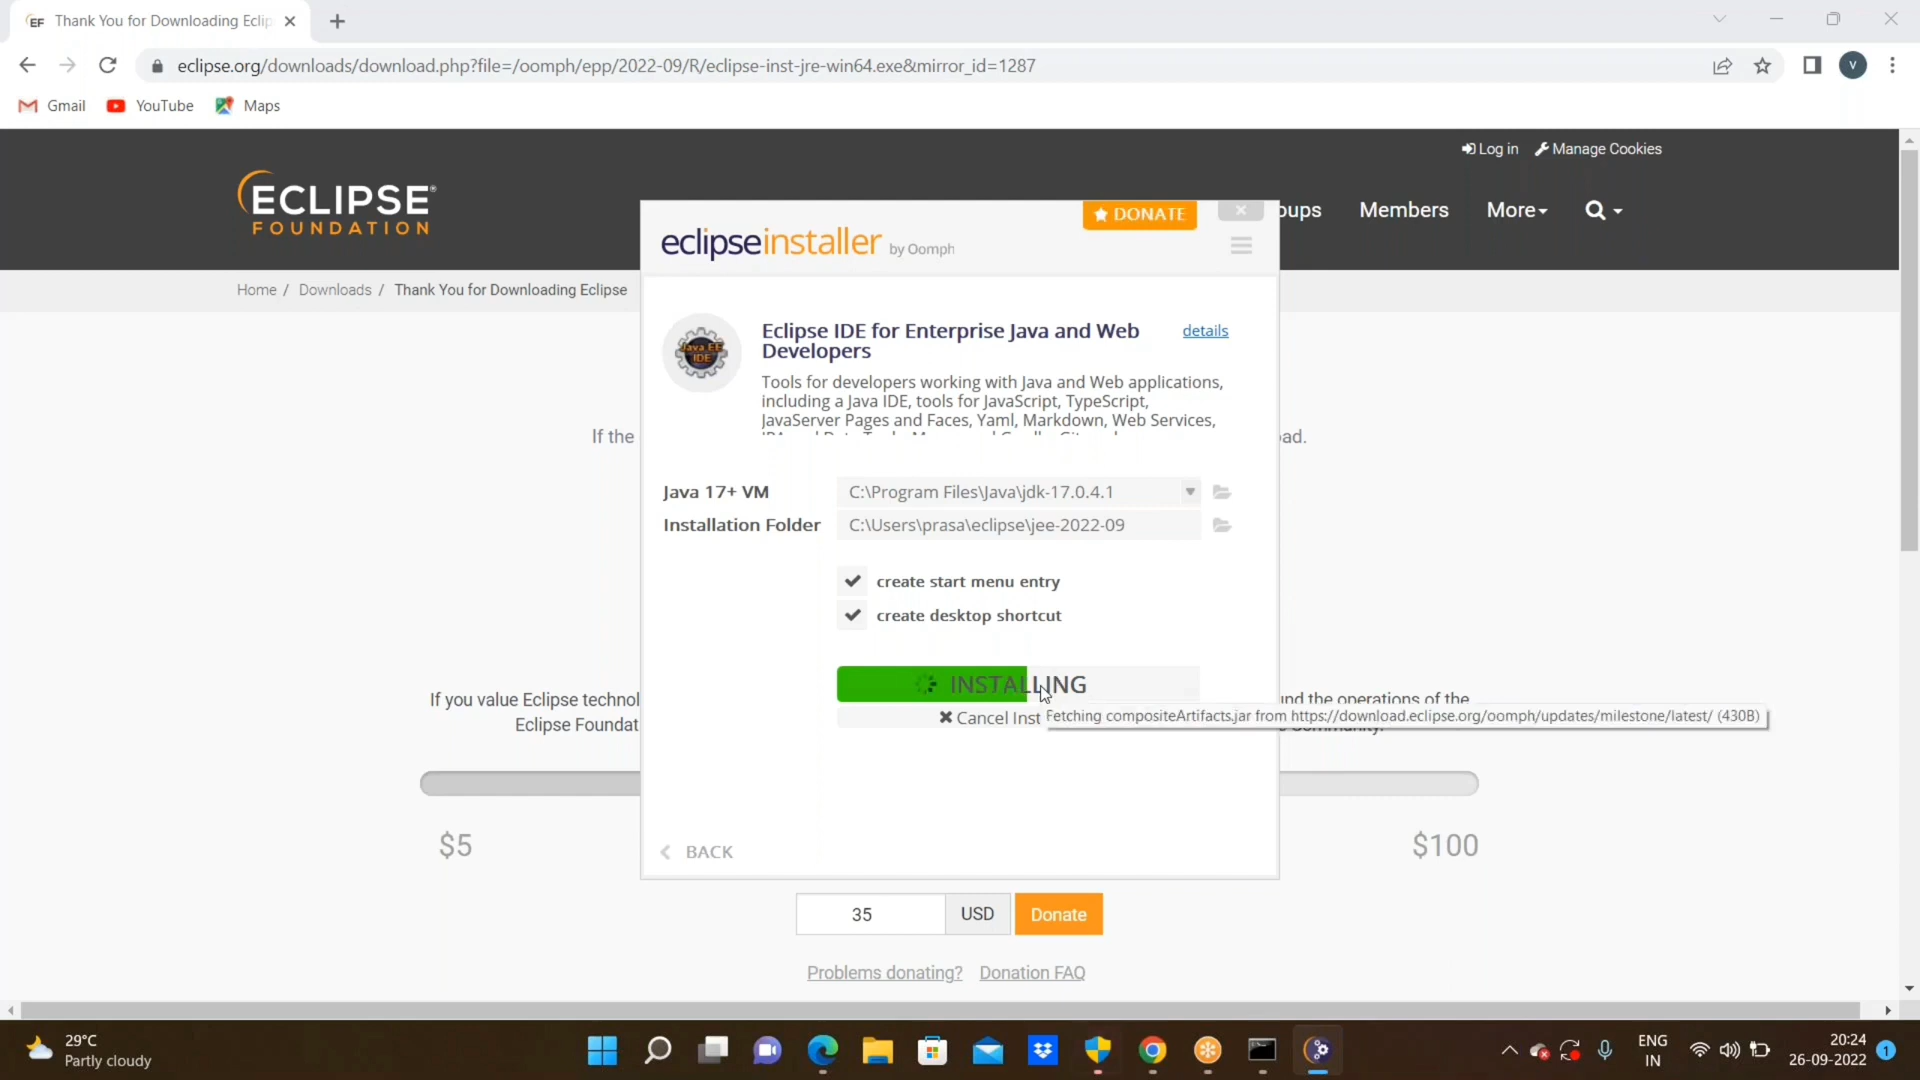 EF Thank You for Downloading Eclip
eclipse.org/downloads/download.php?file=/oomph/epp/2022-09/R/eclipse-inst-jre-win64.exe&mirror_id=1287
V
Gmail YouTube Maps
Log in Manage Cookies
ECLIPSE®
FOUNDATION
oups Members More
DONATE
eclipseinstaller by Oomph
Home / Downloads / Thank You for Downloading Eclipse
Java EE
IDE
Eclipse IDE for Enterprise Java and Web
Developers
details
Tools for developers working with Java and Web applications,
including a Java IDE, tools for JavaScript, TypeScript,
JavaServer Pages and Faces, Yaml, Markdown, Web Services,
If the
ad.
Java 17+ VM C:\Program Files\Java\jdk-17.0.4.1
Installation Folder C:\Users\prasa\eclipse\jee-2022-09
create start menu entry
create desktop shortcut
INSTALLING
Cancel Inst
Fetching compositeArtifacts.jar from https://download.eclipse.org/oomph/updates/milestone/latest/ (430B)
If you value Eclipse technol
und the operations of the
Eclipse Foundat
$5 $100
BACK
35 USD Donate
Problems donating? Donation FAQ
29°C
Partly cloudy
ENG
IN
20:24
26-09-2022
1